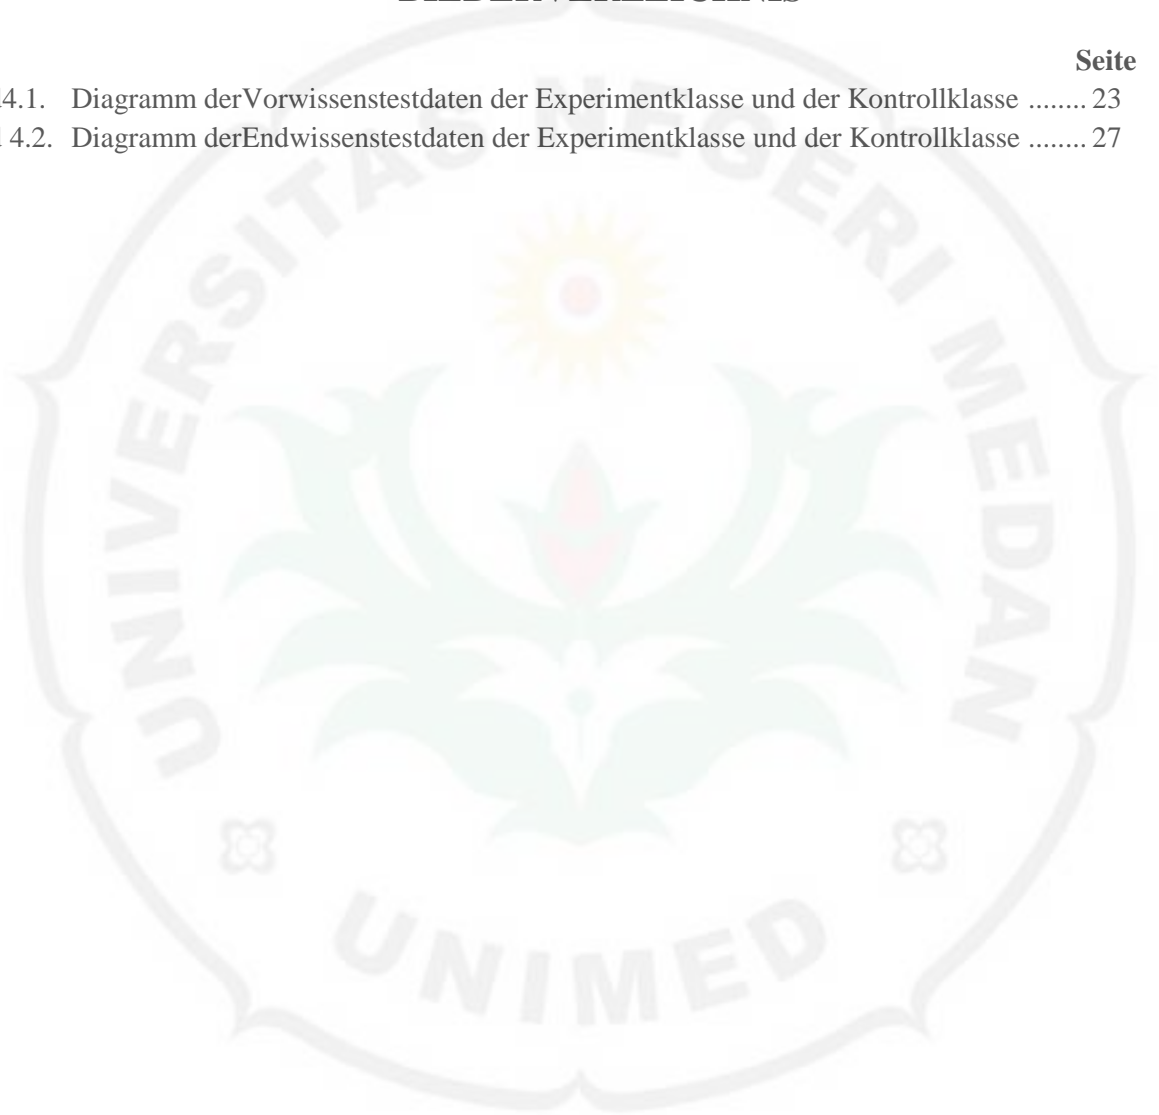 Seite
4.1. Diagramm derVorwissenstestdaten der Experimentklasse und der Kontrollklasse ........ 23
4.2. Diagramm derEndwissenstestdaten der Experimentklasse und der Kontrollklasse ........ 27
UNIVERSITAS NEGERI MEDAN
UNIMED